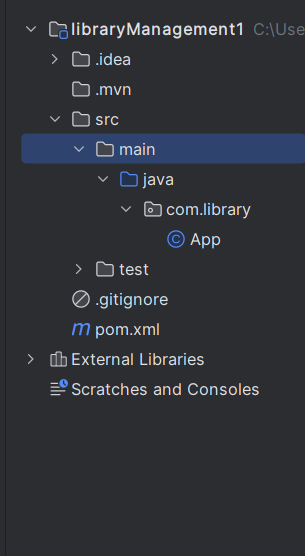 libraryManagement1 C:\Use
.idea
.mvn
src
main
java
com.library
App
test
.gitignore
pom.xml
External Libraries
Scratches and Consoles